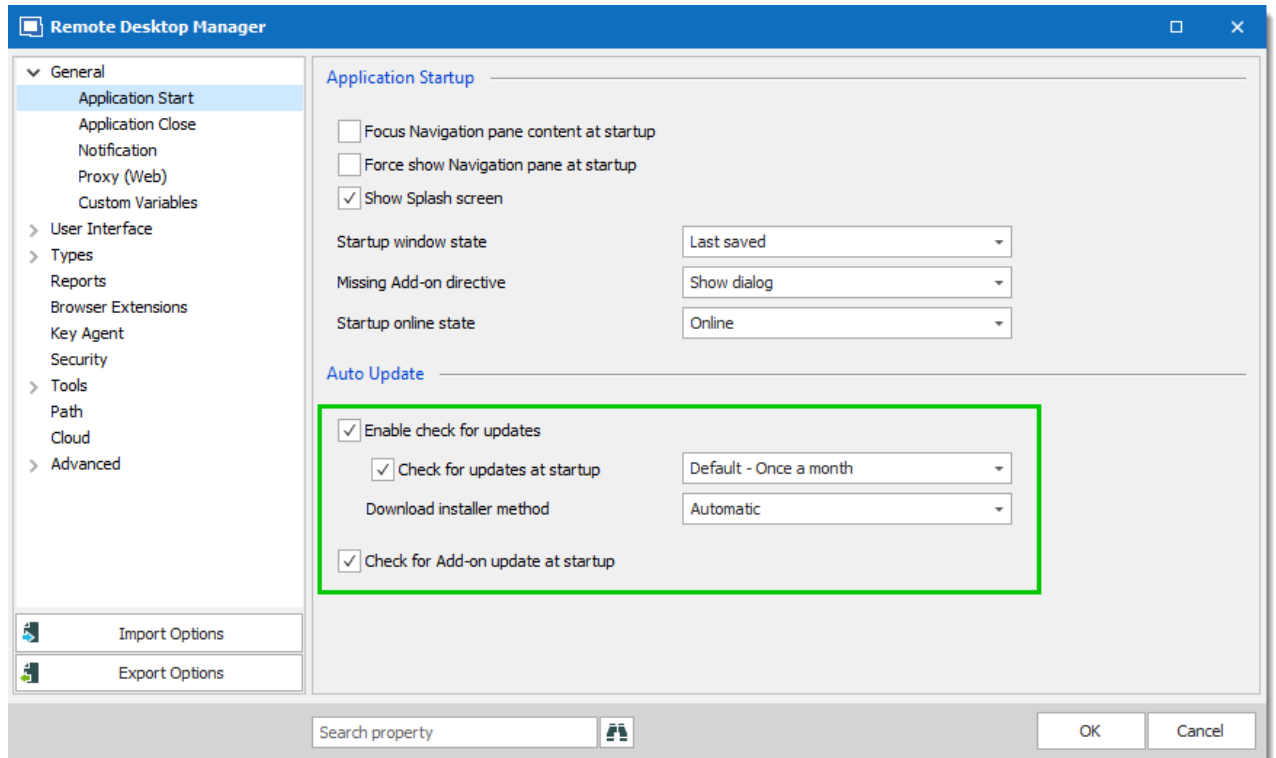 Remote Desktop Manager
General
Application Start
Application Close
Notification
Proxy (Web)
Custom Variables
User Interface
Types
Reports
Browser Extensions
Key Agent
Security
Tools
Path
Cloud
Advanced
Import Options
Export Options
Application Startup
Focus Navigation pane content at startup
Force show Navigation pane at startup
Show Splash screen
Startup window state Last saved
Missing Add-on directive Show dialog
Startup online state Online
Auto Update
Enable check for updates
Check for updates at startup Default - Once a month
Download installer method Automatic
Check for Add-on update at startup
Search property
OK Cancel